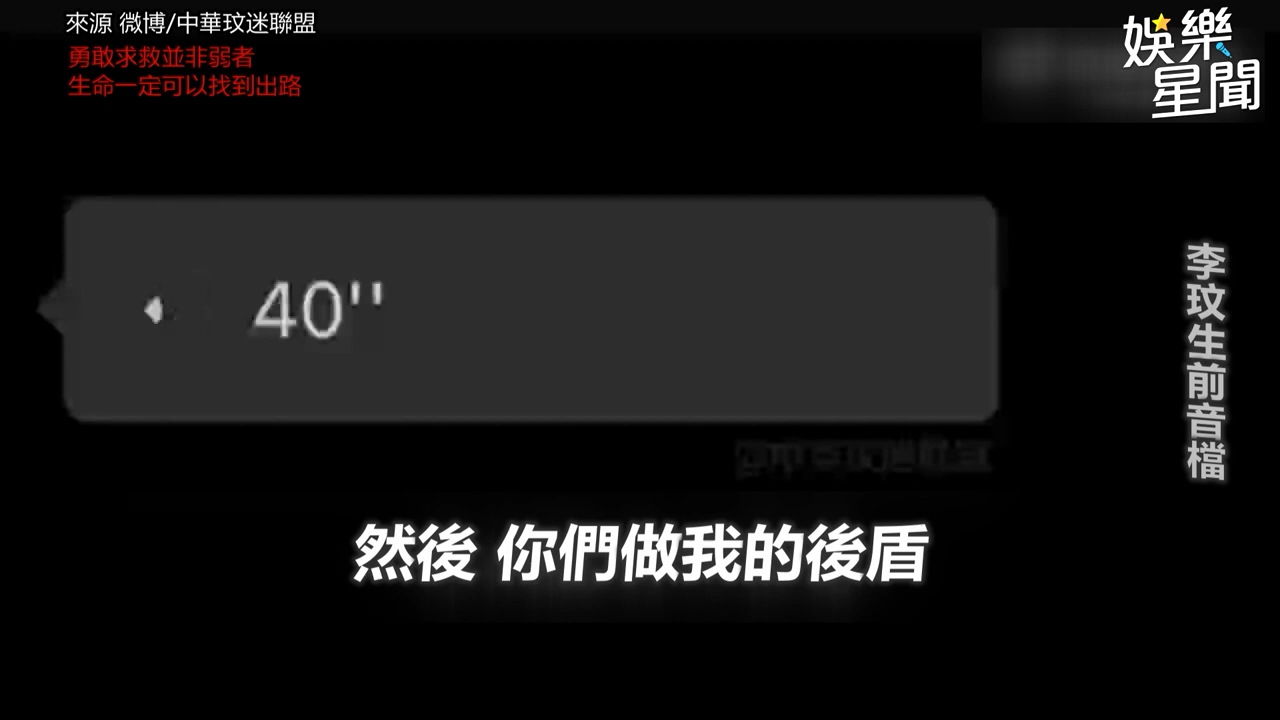 來源 微博/中華玟迷聯盟
勇敢求救並非弱者
生命一定可以找到出路
娛樂
星聞
40''
李玟生前音檔
然後 你們做我的後盾